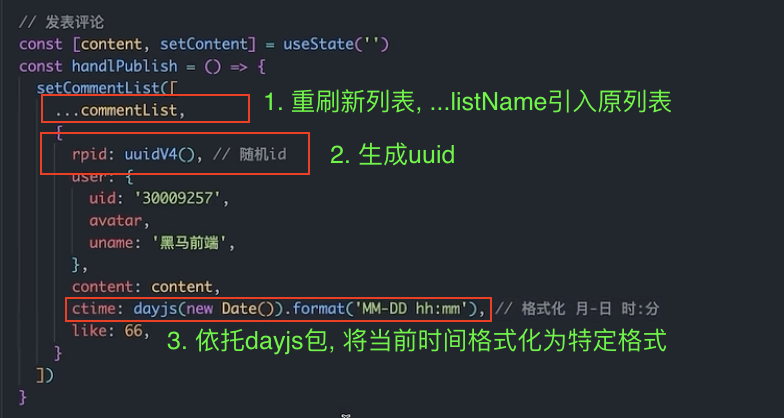 // 发表评论
const [content, setContent] = useState('')
const handlPublish = () => {
setCommentList([
...commentList, 1. 重刷新列表, ...listName引入原列表
{
rpid: uuidV4(), // 随机id 2. 生成uuid
user: {
uid: '30009257',
avatar,
uname: '黑马前端',
},
content: content,
ctime: dayjs(new Date()).format('MM-DD hh:mm'), // 格式化 月-日 时:分
like: 66, 3. 依托dayjs包, 将当前时间格式化为特定格式
}
])
}